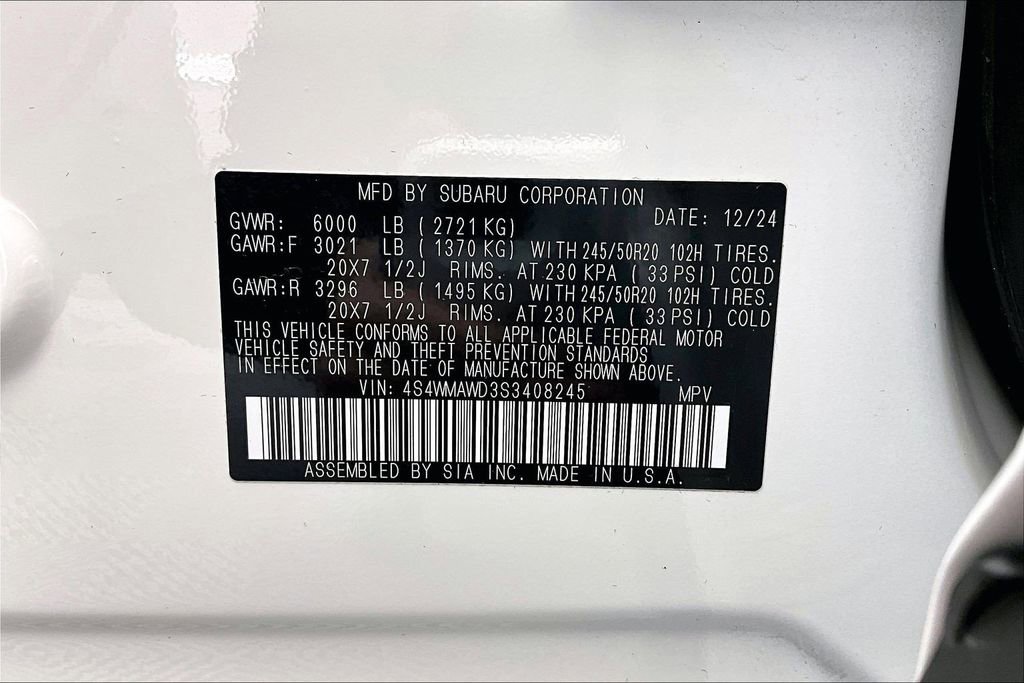 MFD BY SUBARU CORPORATION
GVWR: 6000 LB ( 2721 KG) DATE: 12/24
GAWR:F 3021 LB ( 1370 KG) WITH 245/50R20 102H TIRES.
20X7 1/2J RIMS. AT 230 KPA ( 33 PSI) COLD
GAWR:R 3296 LB ( 1495 KG) WITH 245/50R20 102H TIRES.
20X7 1/2J RIMS. AT 230 KPA ( 33 PSI) COLD
THIS VEHICLE CONFORMS TO ALL APPLICABLE FEDERAL MOTOR
VEHICLE SAFETY AND THEFT PREVENTION STANDARDS
IN EFFECT ON THE DATE OF MANUFACTURE SHOWN ABOVE.
VIN: 4S4WMAWD3S3408245 MPV
ASSEMBLED BY SIA INC. MADE IN U.S.A.